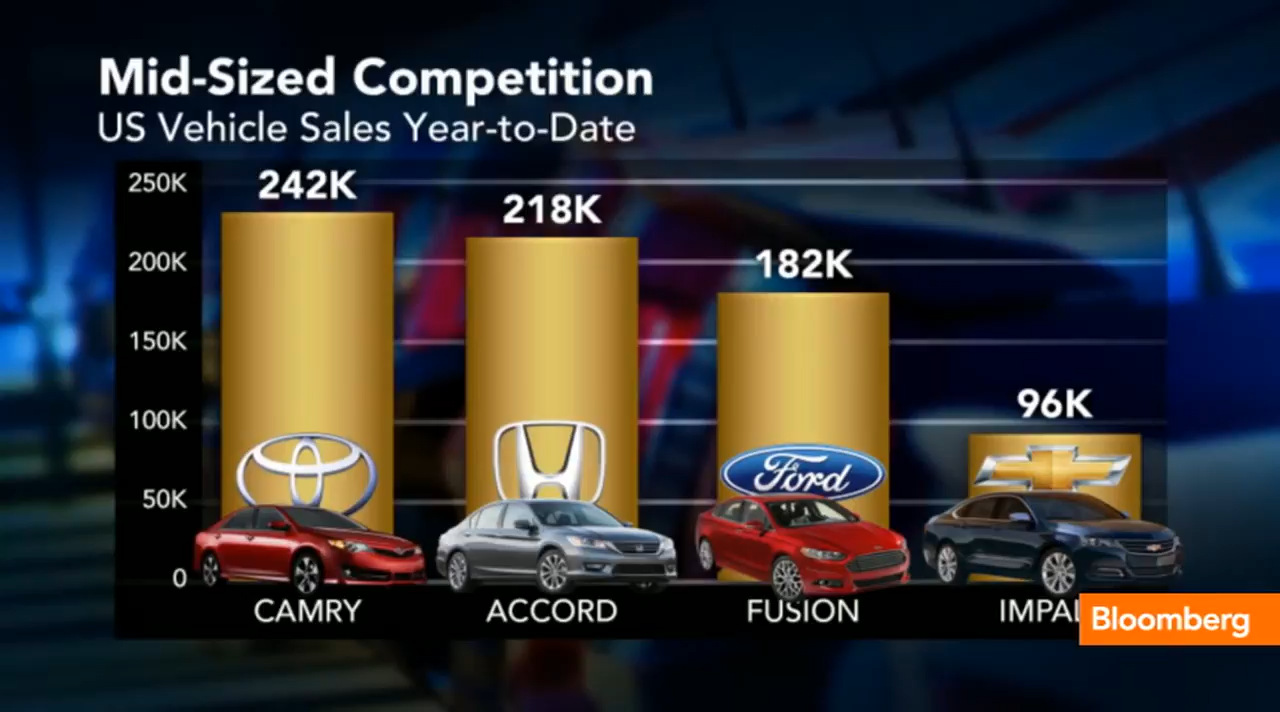 Mid-Sized Competition
US Vehicle Sales Year-to-Date
250K
200K
150K
100K
50K
0
242K
218K
182K
96K
Ford
CAMRY
ACCORD
FUSION
IMPA
Bloomberg